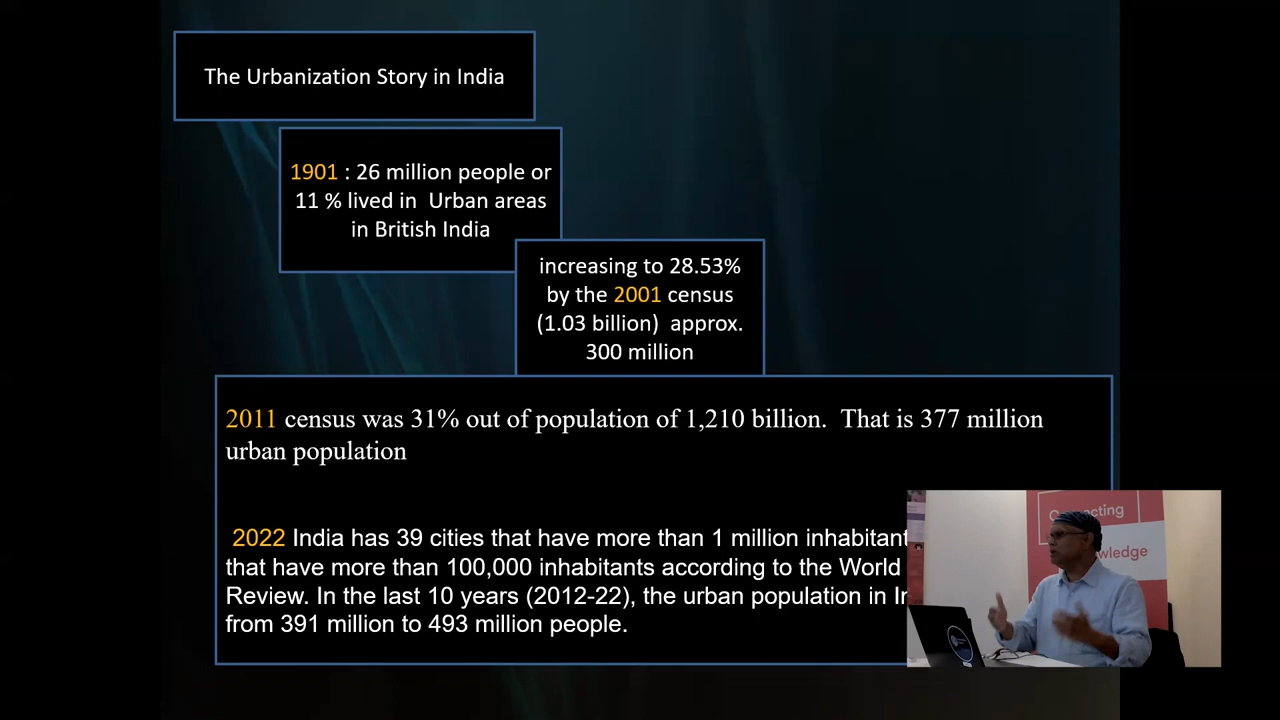 The Urbanization Story in India
1901 : 26 million people or
11 % lived in Urban areas
in British India
increasing to 28.53%
by the 2001 census
(1.03 billion) approx.
300 million
2011 census was 31% out of population of 1,210 billion. That is 377 million
urban population
2022 India has 39 cities that have more than 1 million
that have more than 100,000 inhabitants according to the World
Review. In the last 10 years (2012-22), the urban population in
from 391 million to 493 million people.